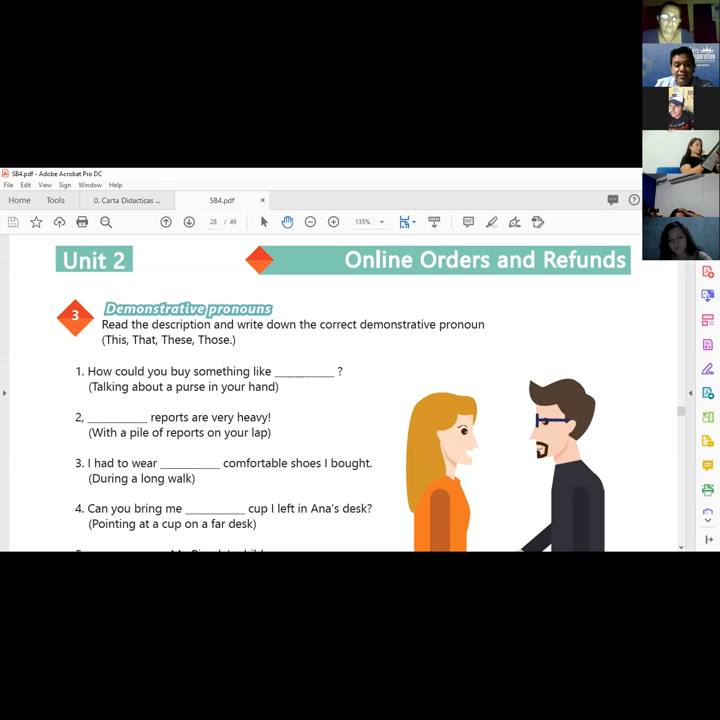 SB4.pdf - Adobe Acrobat Pro DC
File Edit View Sign Window Help
Home Tools 0. Carta Didacticas ... SB4.pdf ×
28 / 49 135%
Unit 2 Online Orders and Refunds
3 Demonstrative pronouns
Read the description and write down the correct demonstrative pronoun
(This, That, These, Those.)
1. How could you buy something like __________ ?
(Talking about a purse in your hand)
2, __________ reports are very heavy!
(With a pile of reports on your lap)
3. I had to wear __________ comfortable shoes I bought.
(During a long walk)
4. Can you bring me __________ cup I left in Ana's desk?
(Pointing at a cup on a far desk)